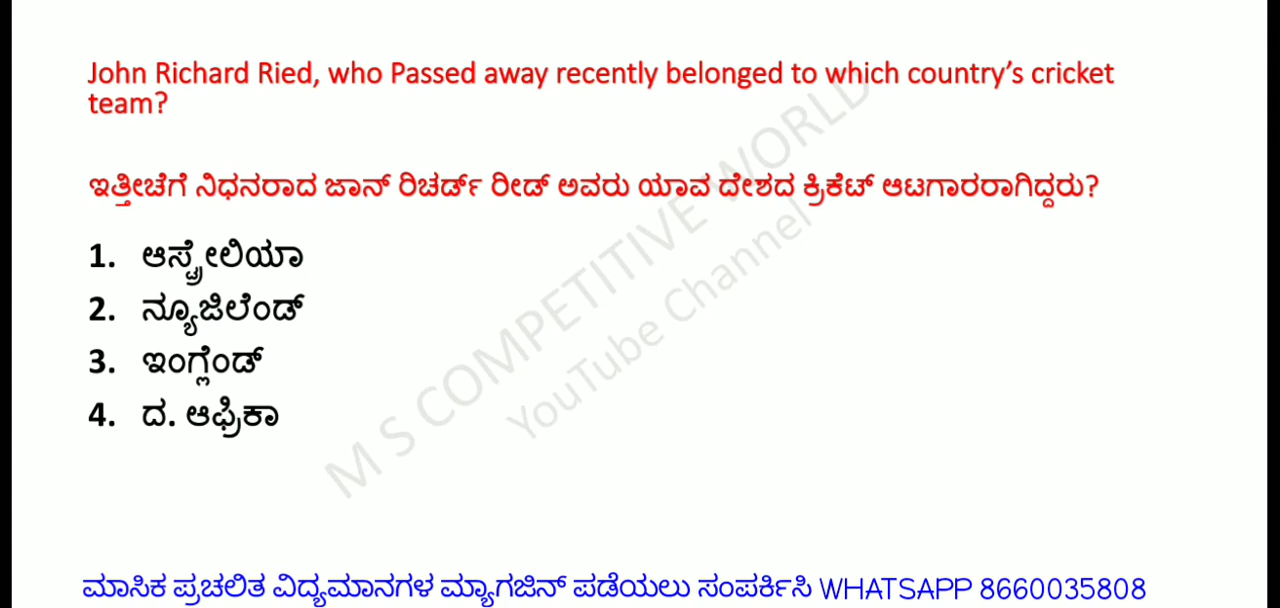 John Richard Ried, who Passed away recently belonged to which country’s cricket
team?
ಇತ್ತೀಚೆಗೆ ನಿಧನರಾದ ಜಾನ್ ರಿಚರ್ಡ್ ರೀಡ್ ಅವರು ಯಾವ ದೇಶದ ಕ್ರಿಕೆಟ್ ಆಟಗಾರರಾಗಿದ್ದರು?
1. ಆಸ್ಟ್ರೇಲಿಯಾ
2. ನ್ಯೂಜಿಲೆಂಡ್
3. ಇಂಗ್ಲೆಂಡ್
4. ದ. ಆಫ್ರಿಕಾ
M S COMPETITIVE WORLD
YouTube Channel
ಮಾಸಿಕ ಪ್ರಚಲಿತ ವಿದ್ಯಮಾನಗಳ ಮ್ಯಾಗಜಿನ್ ಪಡೆಯಲು ಸಂಪರ್ಕಿಸಿ WHATSAPP 8660035808